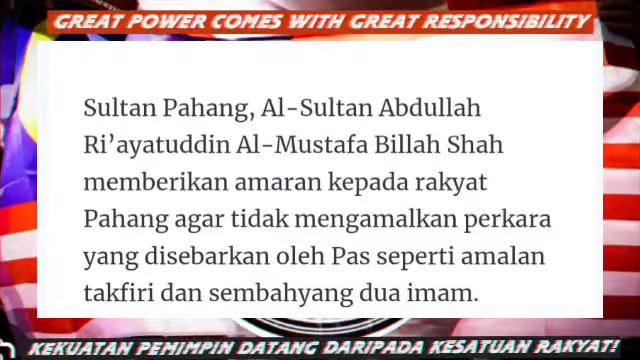 GREAT POWER COMES WITH GREAT RESPONSIBILITY
Sultan Pahang, Al-Sultan Abdullah
Ri’ayatuddin Al-Mustafa Billah Shah
memberikan amaran kepada rakyat
Pahang agar tidak mengamalkan perkara
yang disebarkan oleh Pas seperti amalan
takfiri dan sembahyang dua imam.
KEKUATAN PEMIMPIN DATANG DARIPADA KESATUAN RAKYAT!